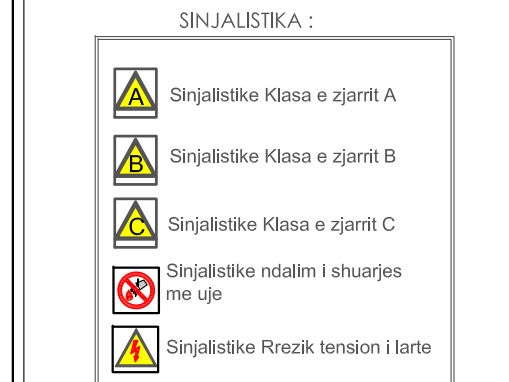 SINJALISTIKA :
A
Sinjalistike Klasa e zjarrit A
B
Sinjalistike Klasa e zjarrit B
C
Sinjalistike Klasa e zjarrit C
Sinjalistike ndalim i shuarjes
me uje
Sinjalistike Rrezik tension i larte